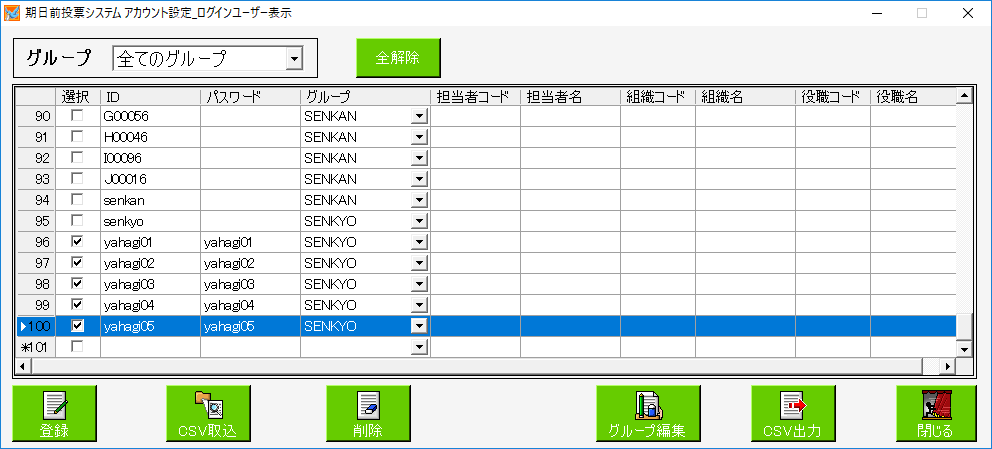 期日前投票システム アカウント設定_ログインユーザー表示
グループ 全てのグループ 全解除
選択 ID パスワード グループ 担当者コード 担当者名 組織コード 組織名 役職コード 役職名
90 G00056 SENKAN
91 H00046 SENKAN
92 I00096 SENKAN
93 J00016 SENKAN
94 senkan SENKAN
95 senkyo SENKYO
96 yahagi01 yahagi01 SENKYO
97 yahagi02 yahagi02 SENKYO
98 yahagi03 yahagi03 SENKYO
99 yahagi04 yahagi04 SENKYO
100 yahagi05 yahagi05 SENKYO
*101
登録 CSV取込 削除 グループ編集 CSV出力 閉じる